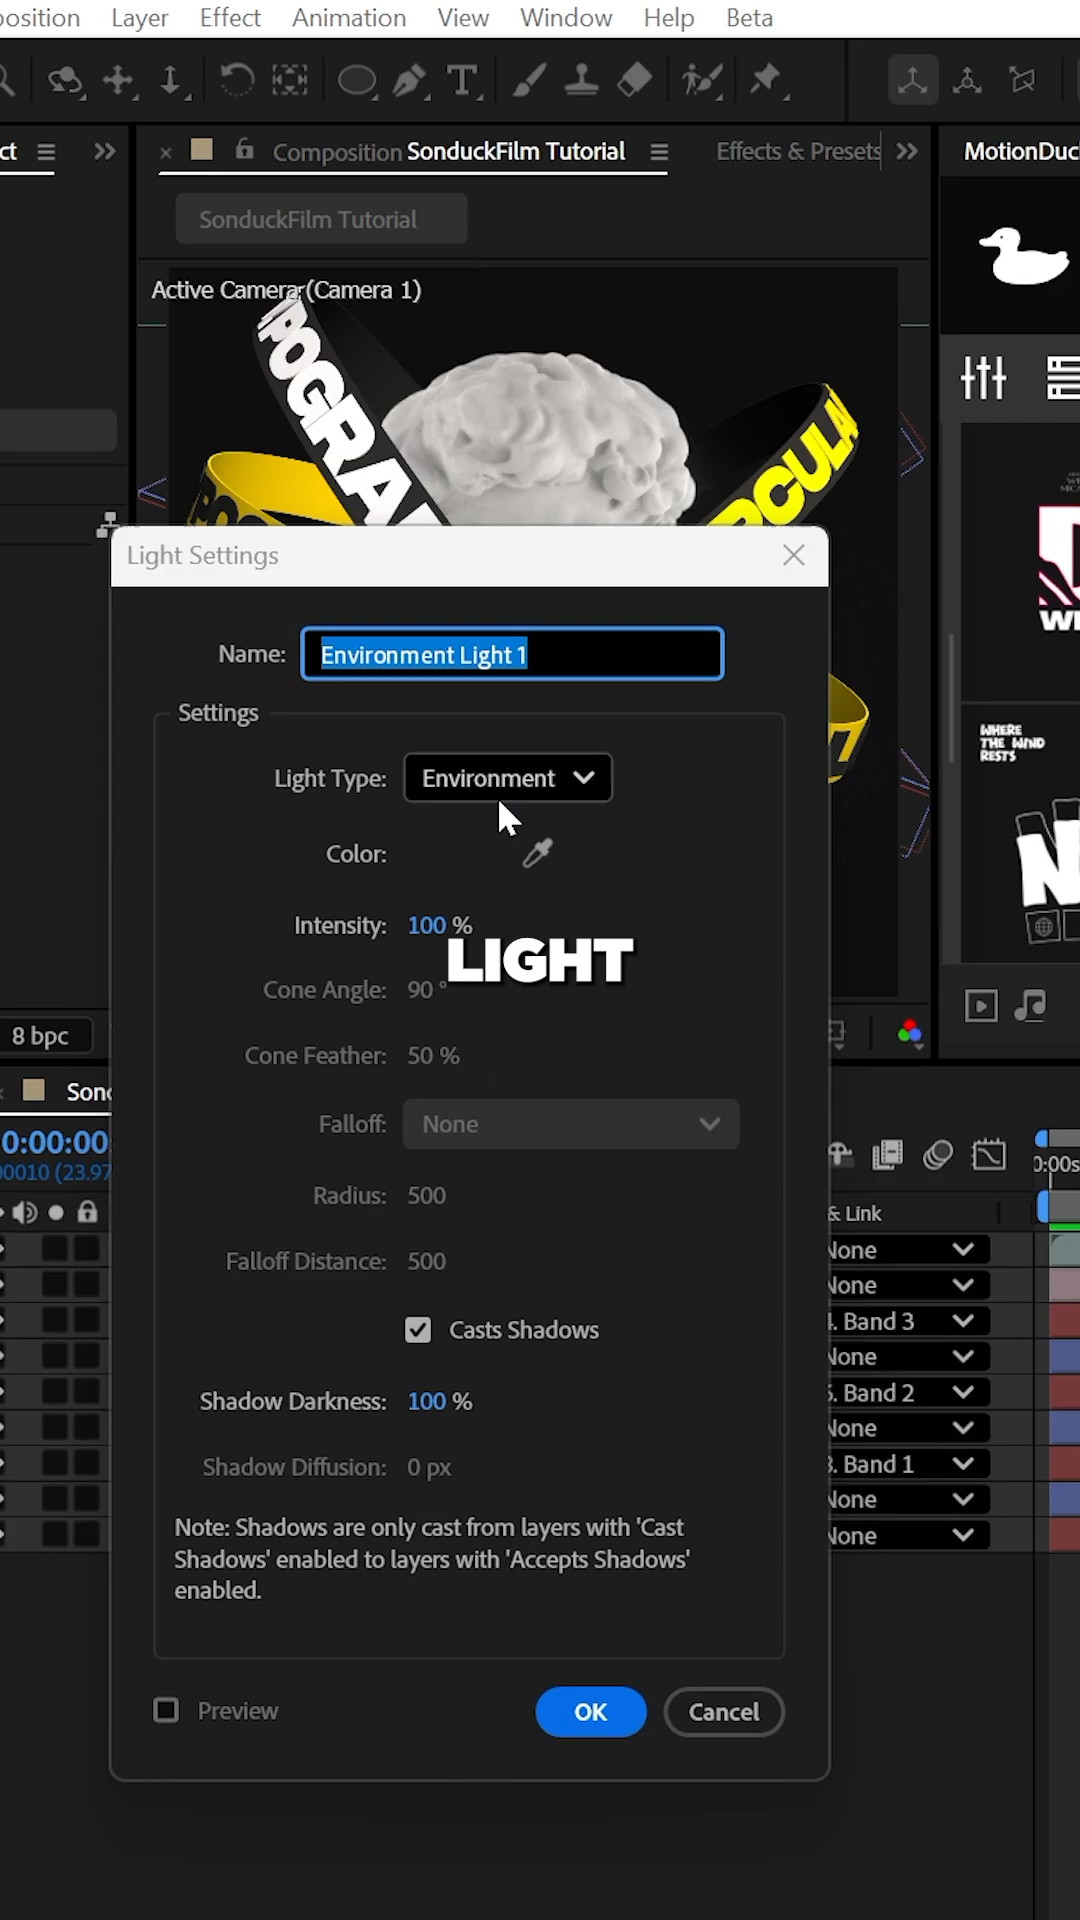 Layer Effect Animation View Window Help Beta
Composition SonduckFilm Tutorial
Effects & Presets
SonduckFilm Tutorial
Active Camera (Camera 1)
Light Settings
Name: Environment Light 1
Settings
Light Type: Environment
Color:
Intensity: 100 %
LIGHT
Cone Angle: 90 °
Cone Feather: 50 %
Falloff: None
Radius: 500
Falloff Distance: 500
Casts Shadows
Shadow Darkness: 100 %
Shadow Diffusion: 0 px
Note: Shadows are only cast from layers with 'Cast
Shadows' enabled to layers with 'Accepts Shadows'
enabled.
Preview
OK
Cancel
WHERE
THE WIND
RESTS
8 bpc
& Link
None
None
Band 3
None
Band 2
None
Band 1
None
None